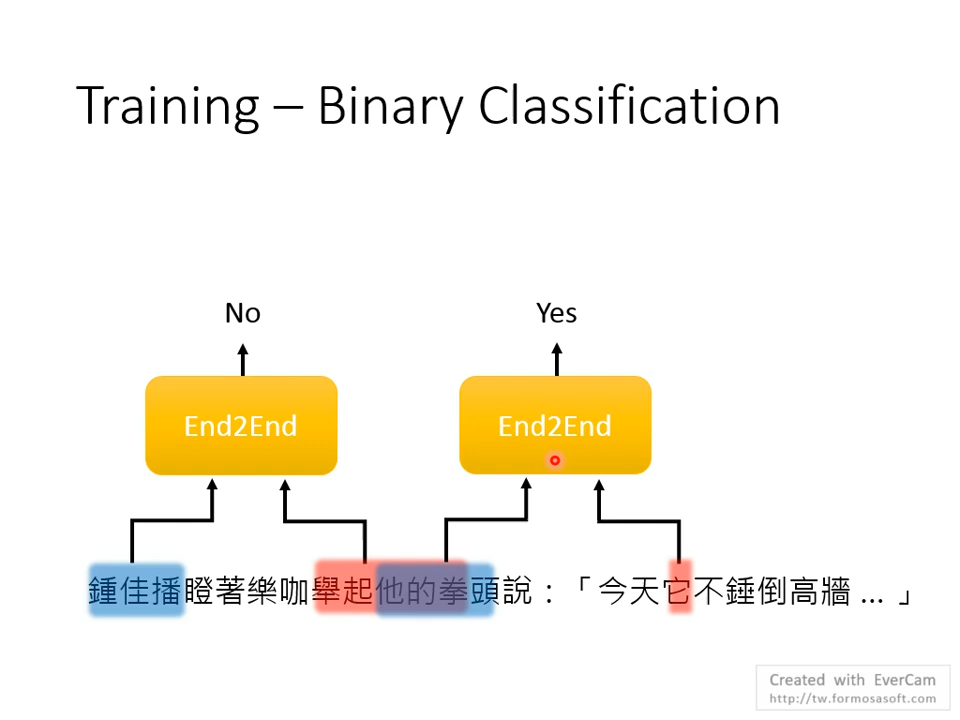 Training – Binary Classification
No
Yes
End2End
End2End
鍾佳播瞪著樂咖舉起他的拳頭說：「今天它不錘倒高牆 ... 」
Created with EverCam
http://tw.formosasoft.com